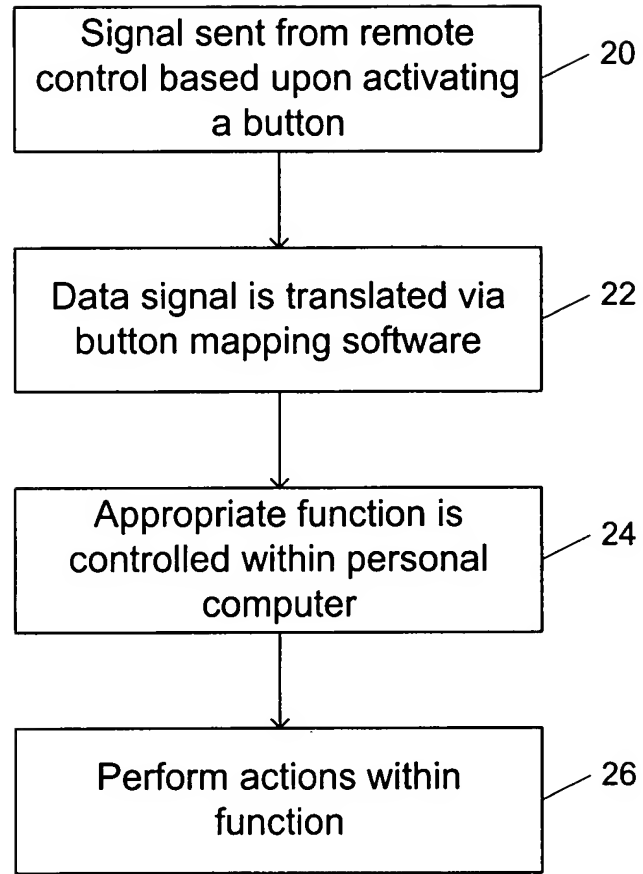 Signal sent from remote
control based upon activating
a button
20
Data signal is translated via
button mapping software
22
Appropriate function is
controlled within personal
computer
24
Perform actions within
function
26